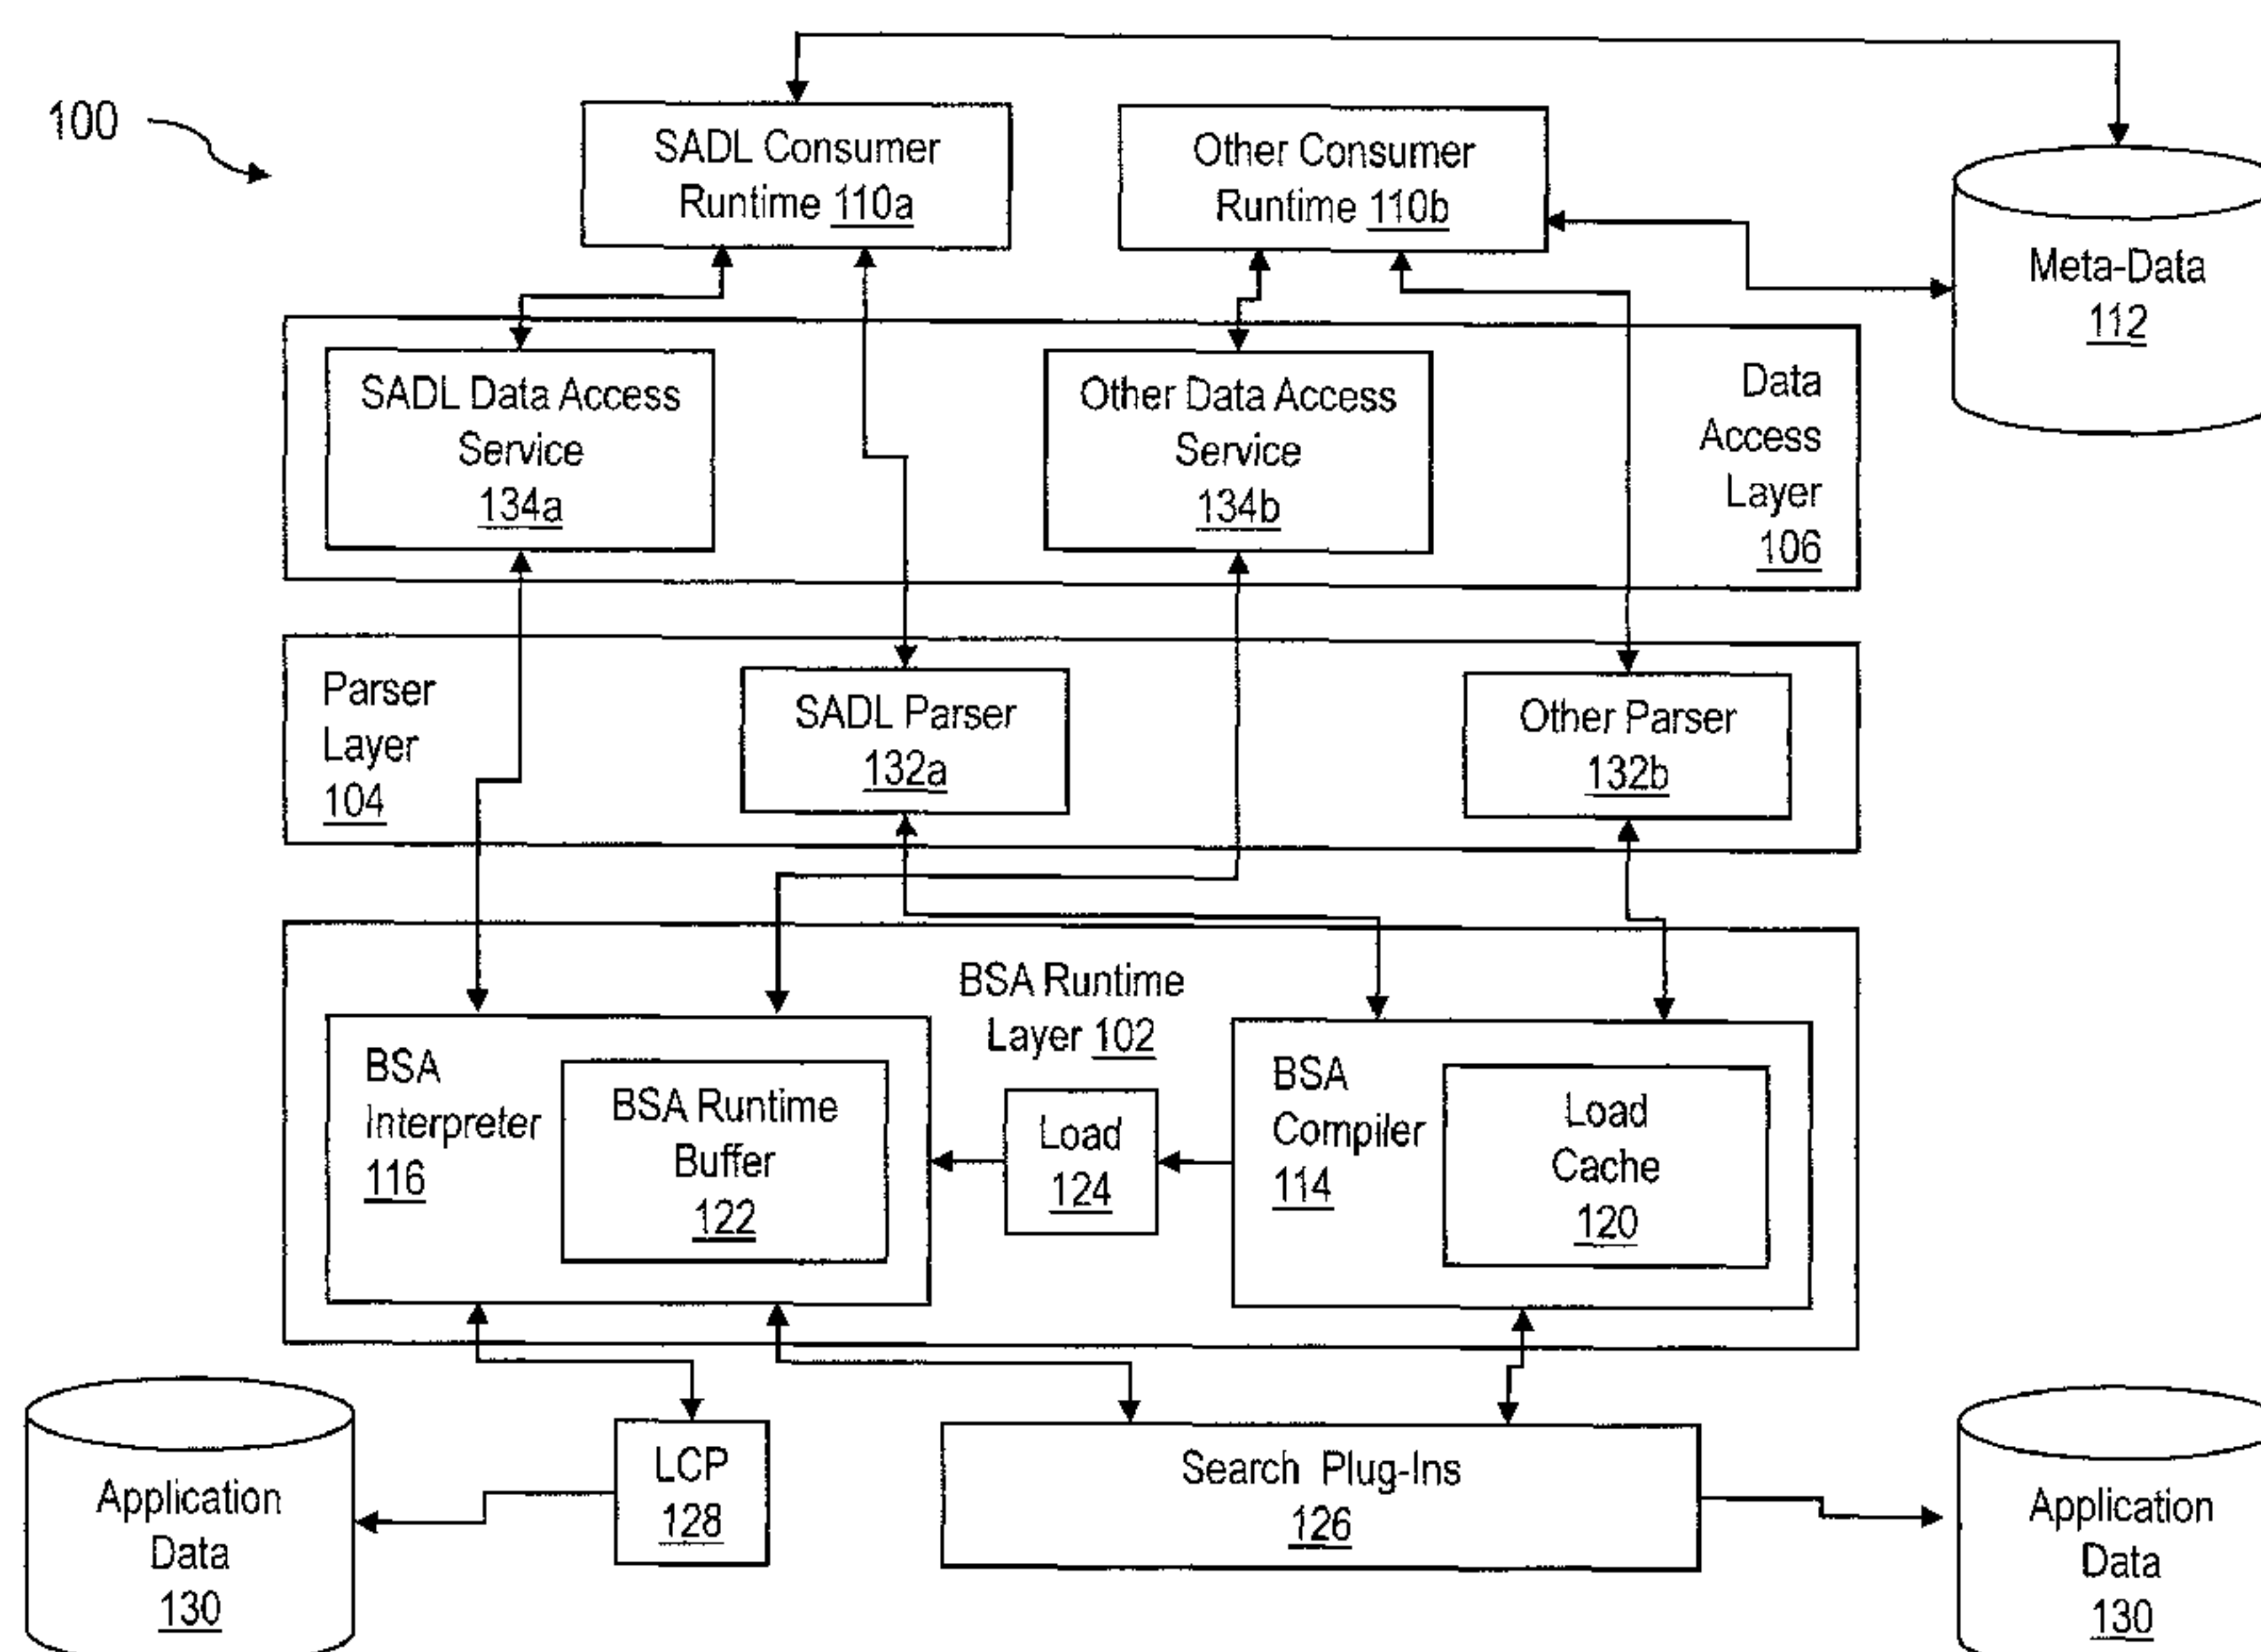 100
SADL Consumer
Runtime 110a
Other Consumer
Runtime 110b
Meta-Data
112
SADL Data Access
Service
134a
Other Data Access
Service
134b
Data
Access
Layer
106
Parser
Layer
104
SADL Parser
132a
Other Parser
132b
BSA Runtime
Layer 102
BSA
Interpreter
116
BSA Runtime
Buffer
122
Load
124
BSA
Compiler
114
Load
Cache
120
Application
Data
130
LCP
128
Search Plug-Ins
126
Application
Data
130